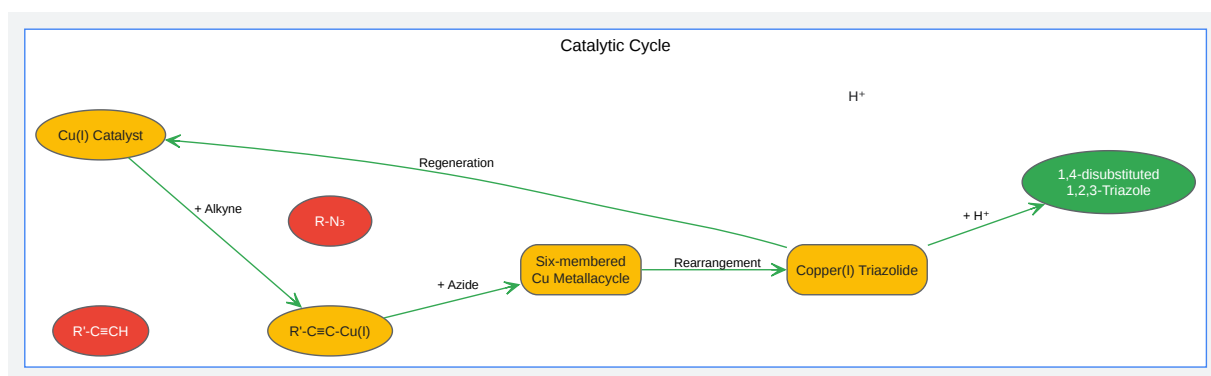 Catalytic Cycle
H⁺
Cu(I) Catalyst
Regeneration
1,4-disubstituted
1,2,3-Triazole
+ Alkyne
R-N₃
+ H⁺
Six-membered
Cu Metallacycle
Rearrangement
Copper(I) Triazolide
+ Azide
R'-C≡CH
R'-C≡C-Cu(I)